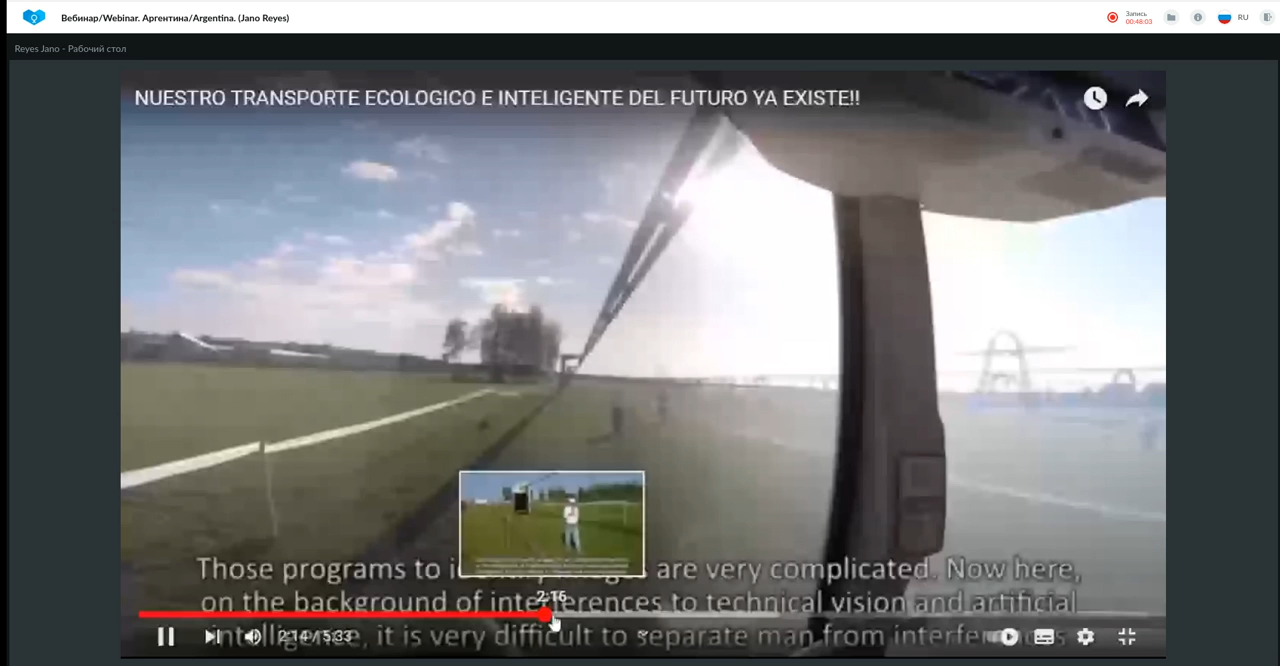 Вебинар/Webinar. Аргентина/Argentina. (Jano Reyes)
Запись
00:48:03
RU
Reyes Jano - Рабочий стол
NUESTRO TRANSPORTE ECOLOGICO E INTELIGENTE DEL FUTURO YA EXISTE!!
Those programs to are very complicated. Now here,
2:16
on the background of interferences to technical vision and artificial
intelligence, it is very difficult to separate man from
2:14 / 5:33